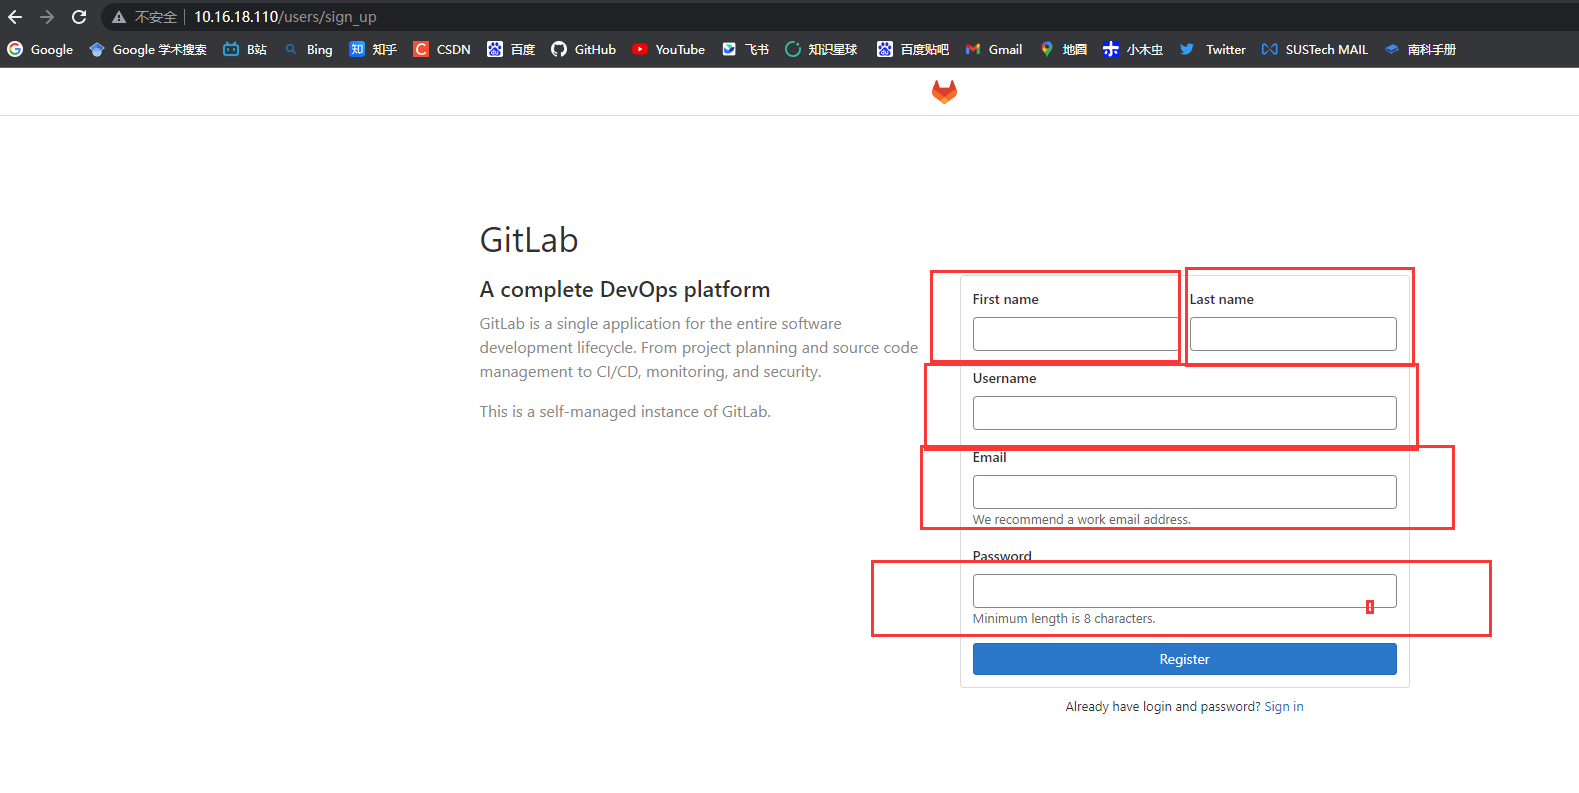 不安全 10.16.18.110/users/sign_up
Google Google 学术搜索 B站 Bing 知 知乎 C CSDN 百度 GitHub YouTube 飞书 知识星球 百度贴吧 Gmail 地图 小木虫 Twitter SUSTech MAIL 南科手册
GitLab
A complete DevOps platform
GitLab is a single application for the entire software
development lifecycle. From project planning and source code
management to CI/CD, monitoring, and security.
This is a self-managed instance of GitLab.
First name Last name
Username
Email
We recommend a work email address.
Password
Minimum length is 8 characters.
Register
Already have login and password? Sign in